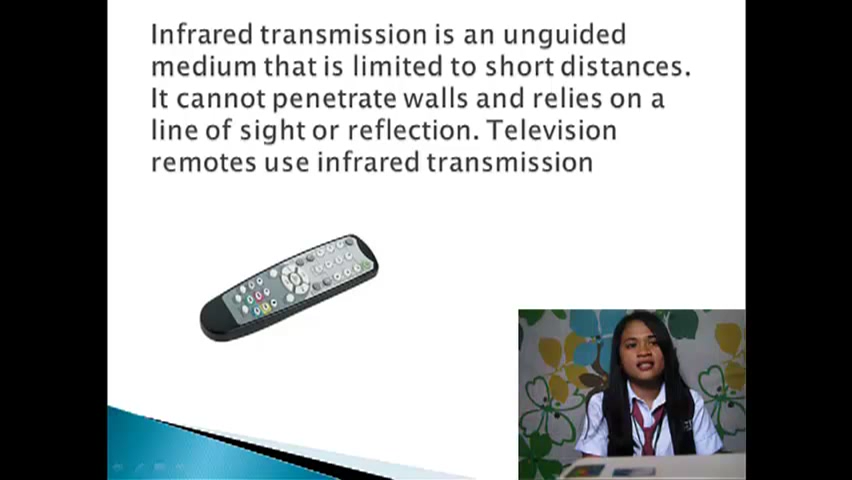 Infrared transmission is an unguided
medium that is limited to short distances.
It cannot penetrate walls and relies on a
line of sight or reflection. Television
remotes use infrared transmission